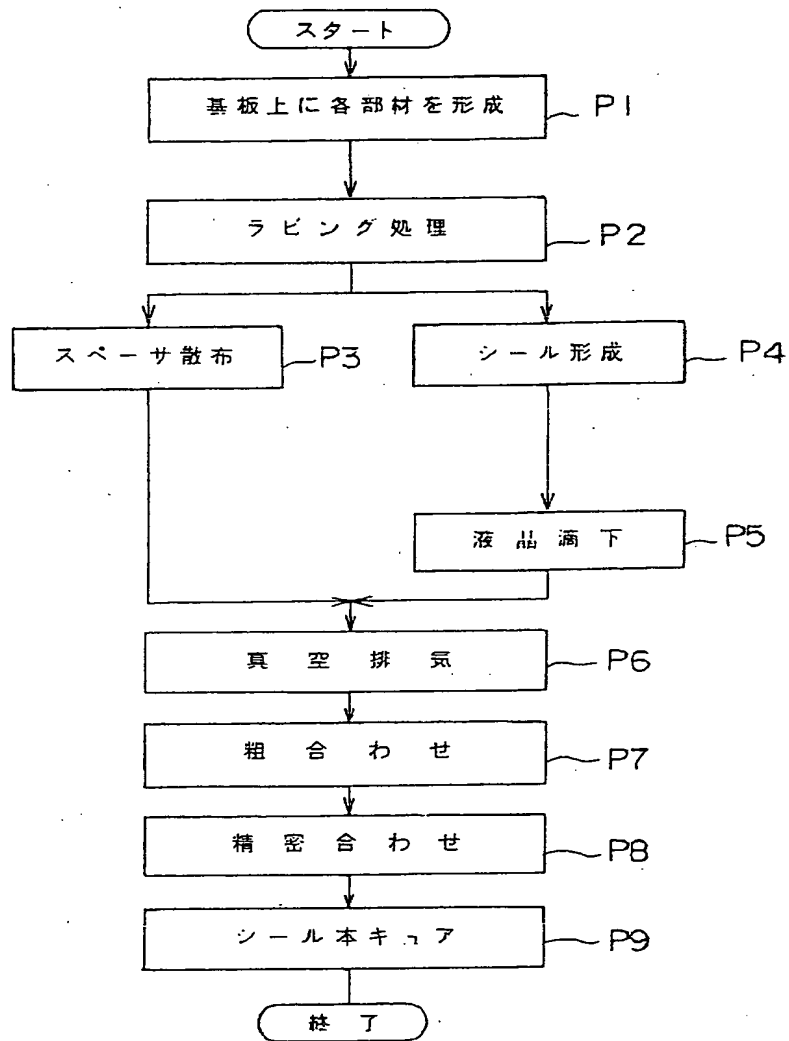 スタート
基板上に各部材を形成 P1
ラビング処理 P2
スペーサ散布 P3
シール形成 P4
液晶滴下 P5
真空排気 P6
粗合わせ P7
精密合わせ P8
シール本キュア P9
終了